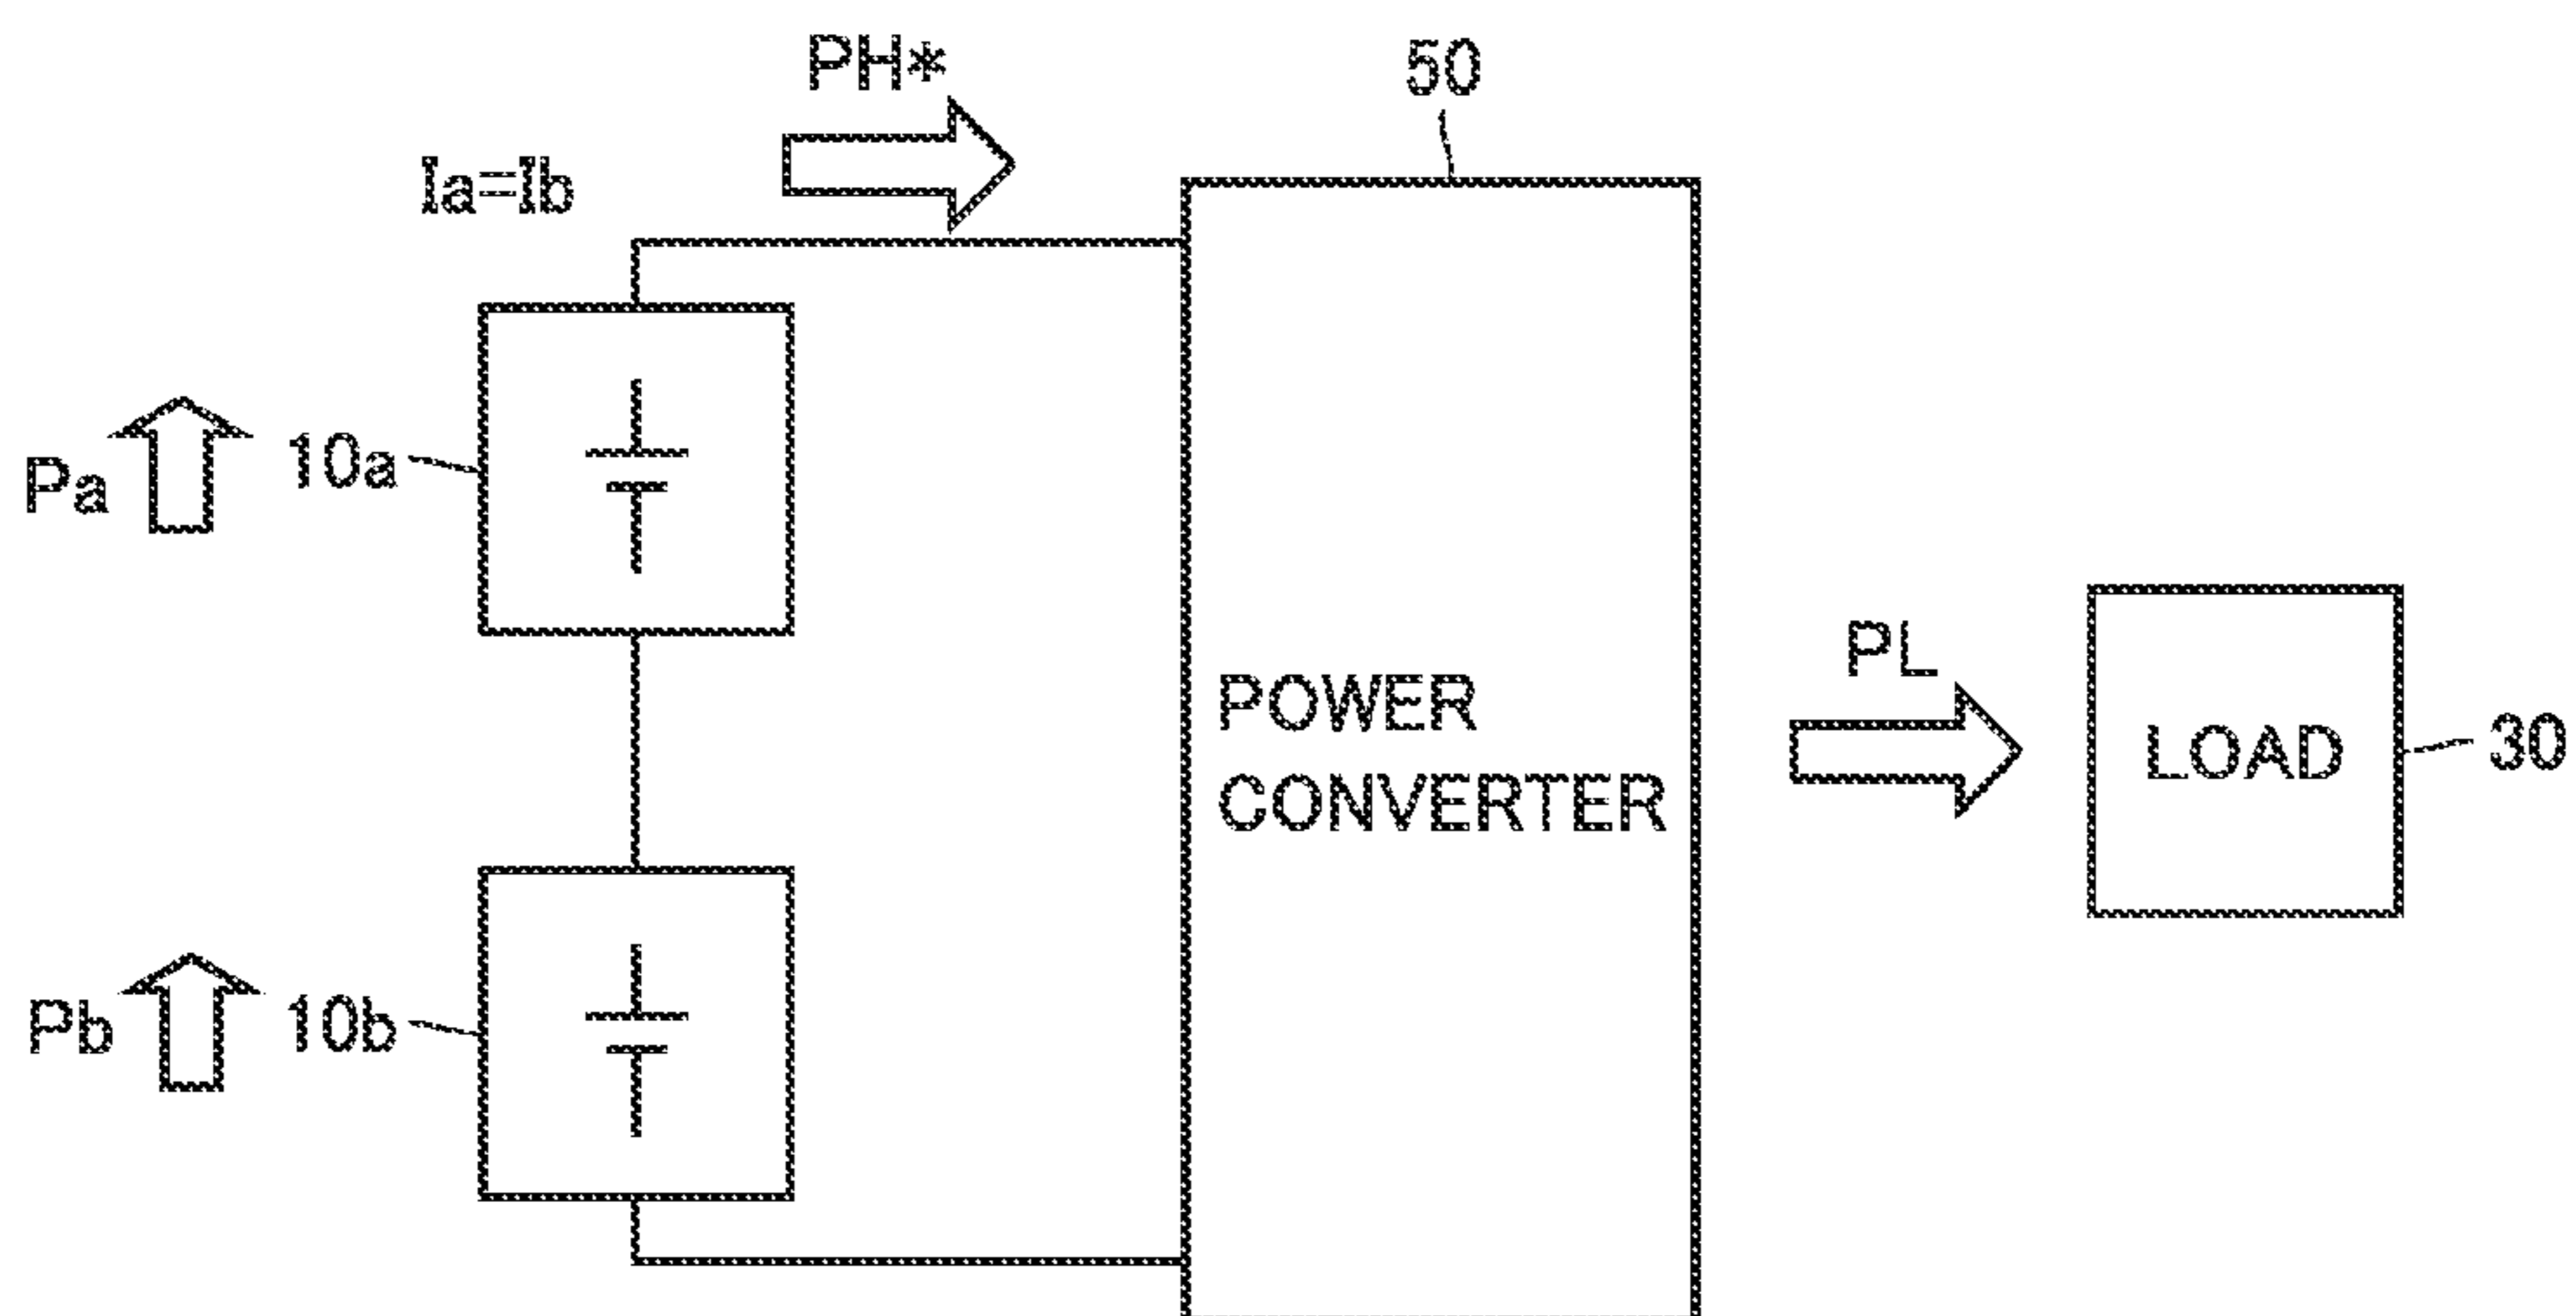 PH*
50
Ia=Ib
Pa
10a
PL
POWER
CONVERTER
LOAD
30
Pb
10b